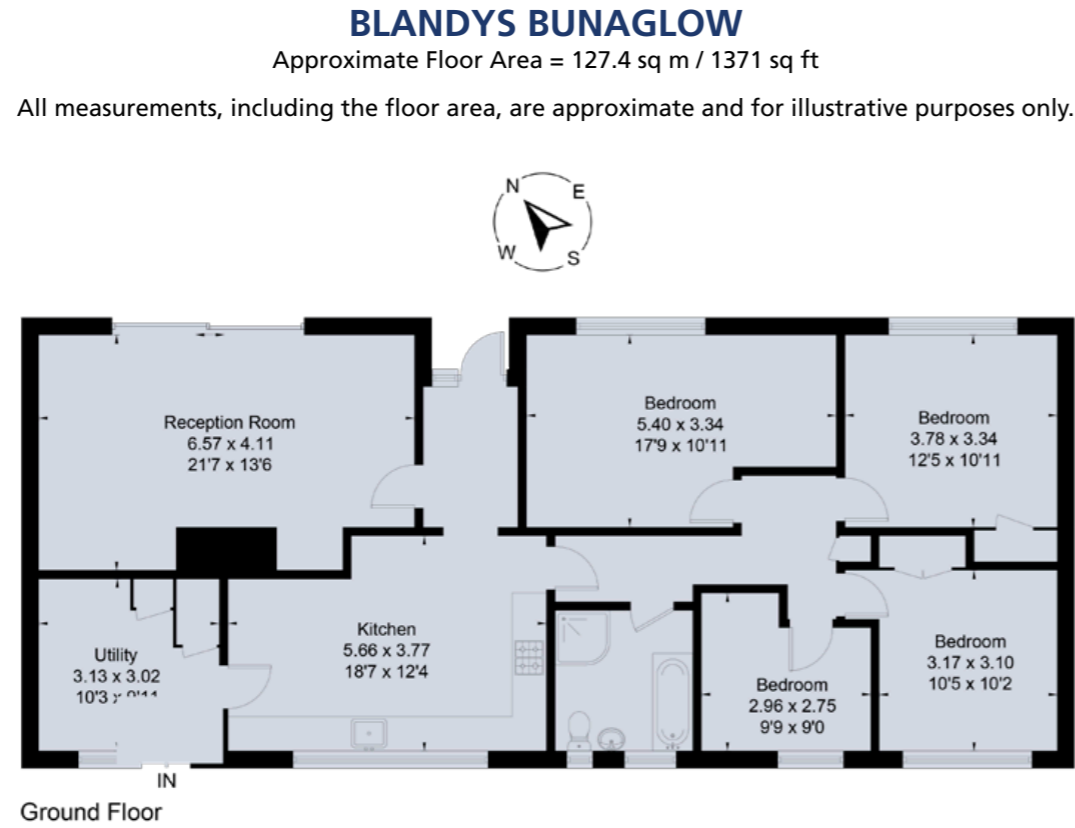 BLANDYS BUNAGLOW
Approximate Floor Area = 127.4 sq m / 1371 sq ft
All measurements, including the floor area, are approximate and for illustrative purposes only.
N
E
W
S
Reception Room
6.57 x 4.11
21'7 x 13'6
Bedroom
5.40 x 3.34
17'9 x 10'11
Bedroom
3.78 x 3.34
12'5 x 10'11
Utility
3.13 x 3.02
10'3 x
Kitchen
5.66 x 3.77
18'7 x 12'4
Bedroom
2.96 x 2.75
9'9 x 9'0
Bedroom
3.17 x 3.10
10'5 x 10'2
IN
Ground Floor